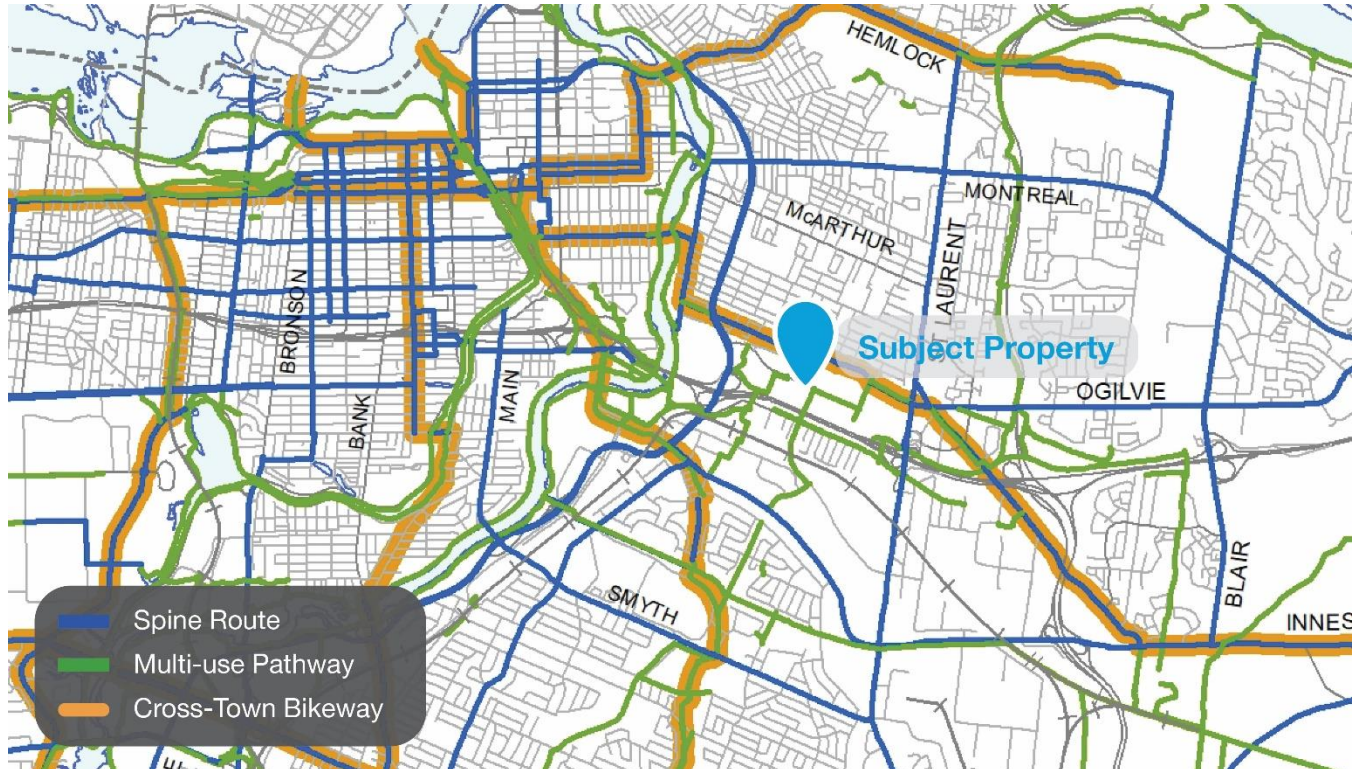 HEMLOCK
MONTREAL
McARTHUR
LAURENT
BRONSON
Subject Property
OGILVIE
BANK
MAIN
BLAIR
SMYTH
INNES
Spine Route
Multi-use Pathway
Cross-Town Bikeway